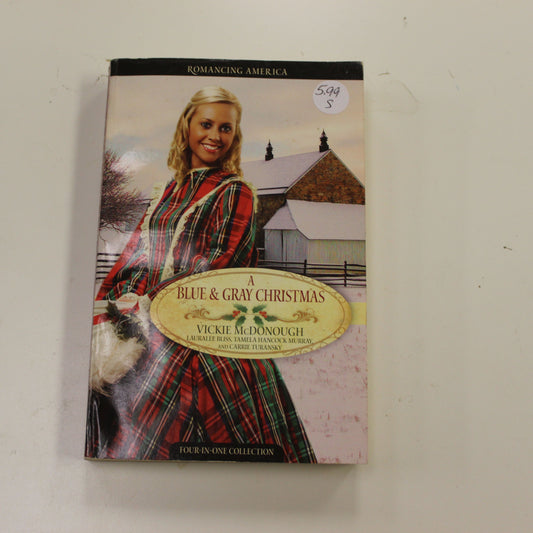 ROMANCING AMERICA
5.99
S
A
BLUE & GRAY CHRISTMAS
VICKIE MCDONOUGH
LAURALEE BLISS, TAMELA HANCOCK MURRAY,
AND CARRIE TURANSKY
FOUR-IN-ONE COLLECTION